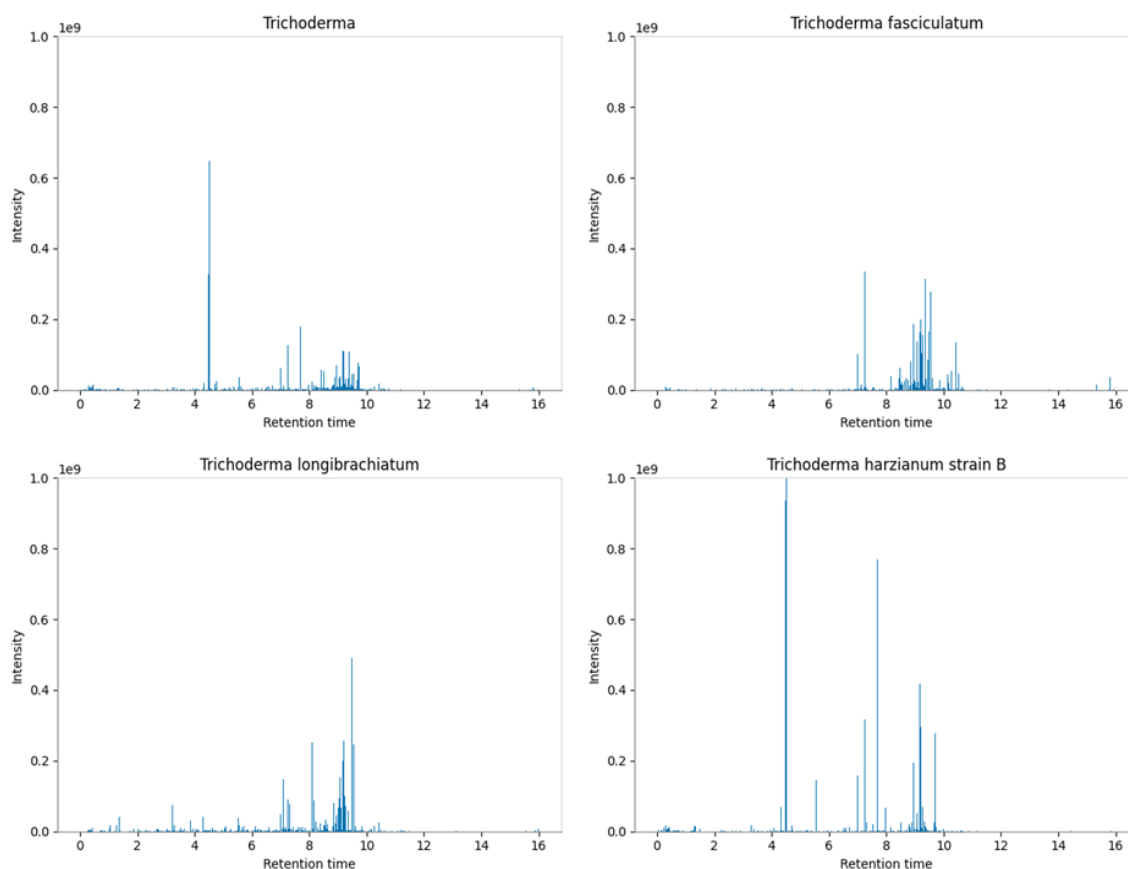 Trichoderma
1e9
1.0
0.8
0.6
0.4
0.2
0.0
Intensity
0 2 4 6 8 10 12 14 16
Retention time
Trichoderma fasciculatum
1e9
1.0
0.8
0.6
0.4
0.2
0.0
Intensity
0 2 4 6 8 10 12 14 16
Retention time
Trichoderma longibrachiatum
1e9
1.0
0.8
0.6
0.4
0.2
0.0
Intensity
0 2 4 6 8 10 12 14 16
Retention time
Trichoderma harzianum strain B
1e9
1.0
0.8
0.6
0.4
0.2
0.0
Intensity
0 2 4 6 8 10 12 14 16
Retention time